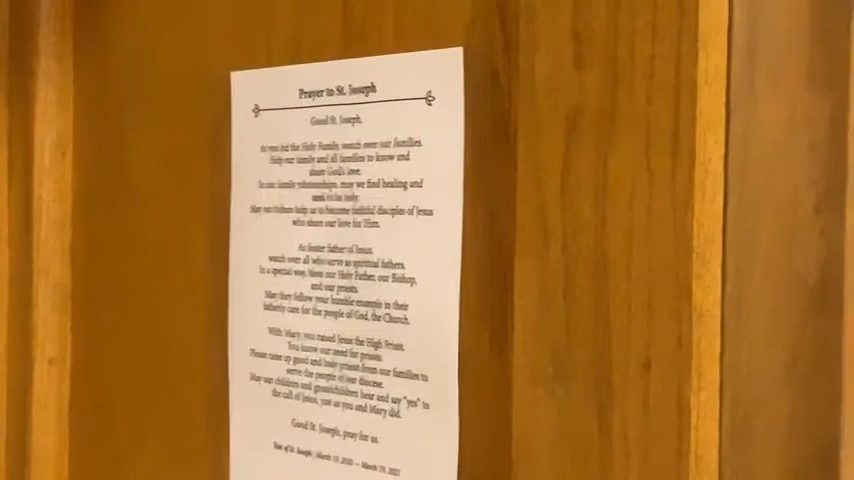 Prayer to St. Joseph
Good St. Joseph,
As you led the Holy Family, watch over our families.
Help our family and all families to know and
share God's love.
In our family relationships, may we find healing and
seek to be holy.
May our fathers help us to become faithful disciples of Jesus
who share our love for Him.
As foster father of Jesus,
watch over all who serve as spiritual fathers.
In a special way, bless our Holy Father, our Bishop,
and our priests.
May they follow your humble example in their
fatherly care for the people of God, the Church.
With Mary, you raised Jesus the High Priest.
You know our need for priests.
Please raise up good and holy priests from our families to
serve the people of our diocese.
May our children and grandchildren hear and say "yes" to
the call of Jesus, just as you and Mary did.
Good St. Joseph, pray for us.
Year of St. Joseph | March 19, — March 19, 2021